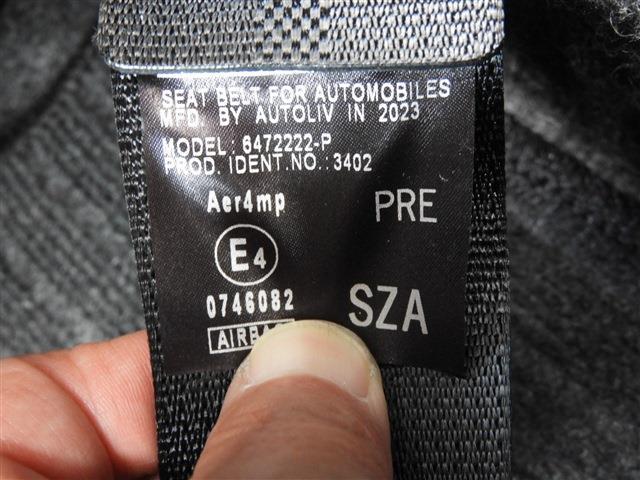 SEAT BELT FOR AUTOMOBILES
MFD. BY AUTOLIV IN 2023
MODEL: 6472222-P
PROD. IDENT.NO.:3402
Aer4mp PRE
E4
0746082 SZA